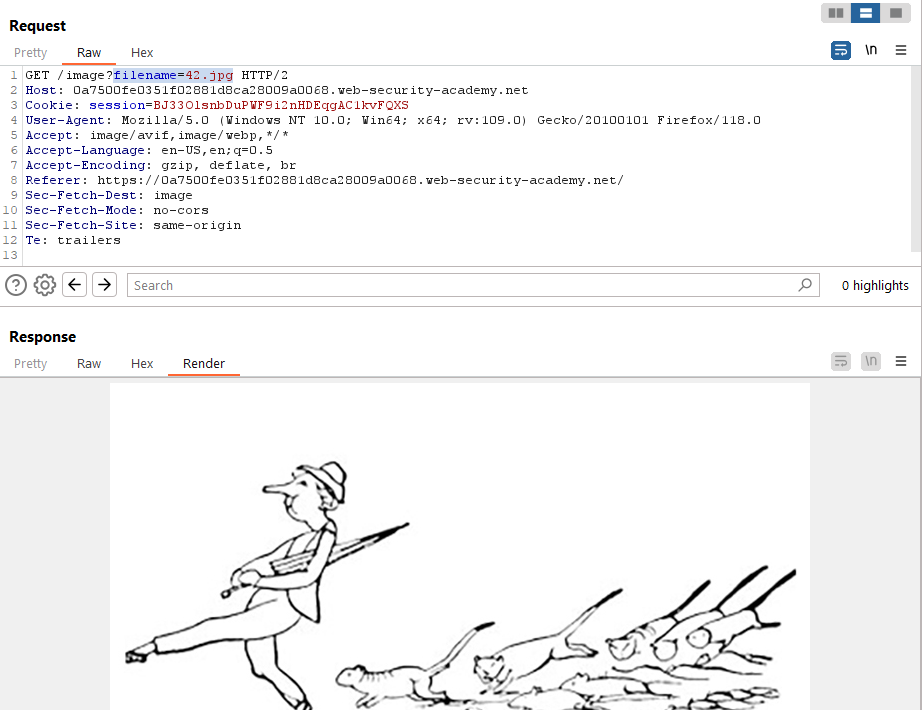 Request
Pretty Raw Hex
\n
1 GET /image?filename=42.jpg HTTP/2
2 Host: 0a7500fe0351f02881d8ca28009a0068.web-security-academy.net
3 Cookie: session=BJ33OlsnbDuPWF9i2nHDEqgAC1kvFQXS
4 User-Agent: Mozilla/5.0 (Windows NT 10.0; Win64; x64; rv:109.0) Gecko/20100101 Firefox/118.0
5 Accept: image/avif,image/webp,*/*
6 Accept-Language: en-US,en;q=0.5
7 Accept-Encoding: gzip, deflate, br
8 Referer: https://0a7500fe0351f02881d8ca28009a0068.web-security-academy.net/
9 Sec-Fetch-Dest: image
10 Sec-Fetch-Mode: no-cors
11 Sec-Fetch-Site: same-origin
12 Te: trailers
13
? Search 0 highlights
Response
Pretty Raw Hex Render
\n